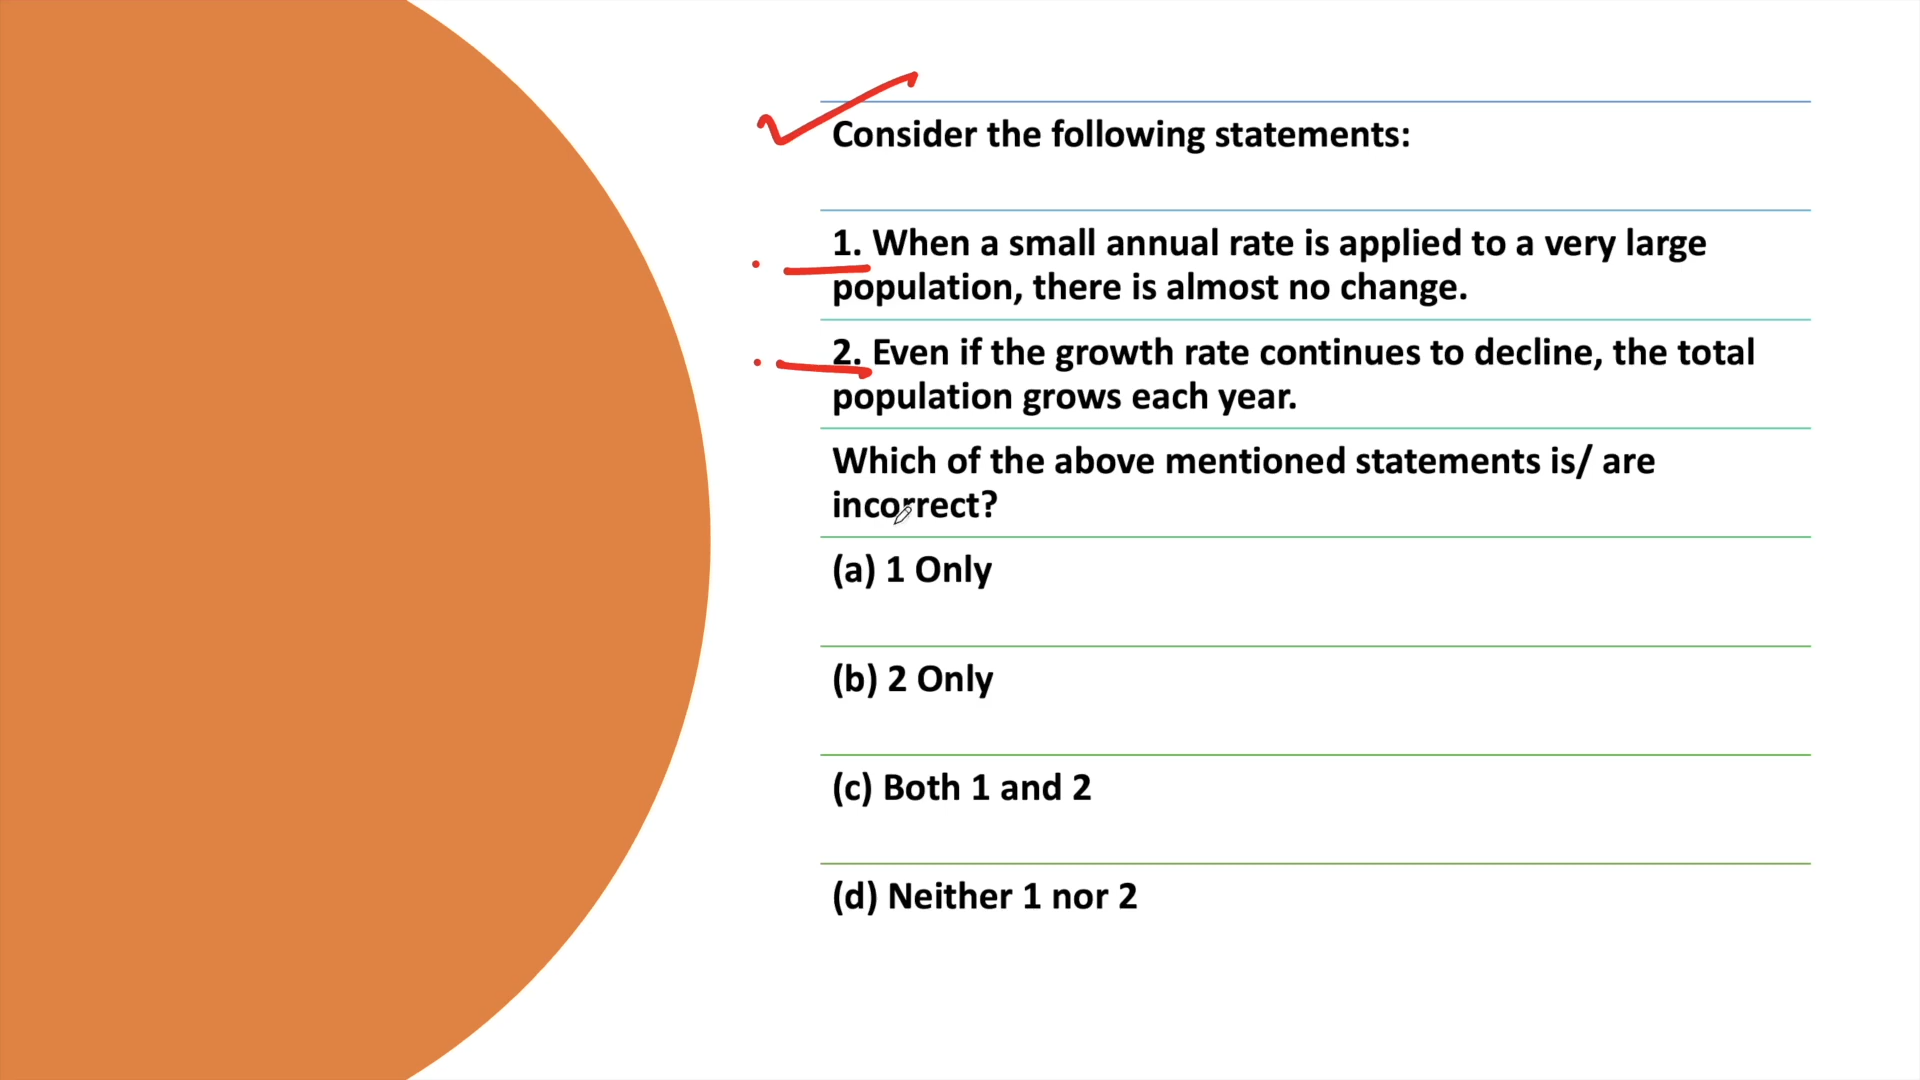 Consider the following statements:
1. When a small annual rate is applied to a very large
population, there is almost no change.
2. Even if the growth rate continues to decline, the total
population grows each year.
Which of the above mentioned statements is/ are
incorrect?
(a) 1 Only
(b) 2 Only
(c) Both 1 and 2
(d) Neither 1 nor 2